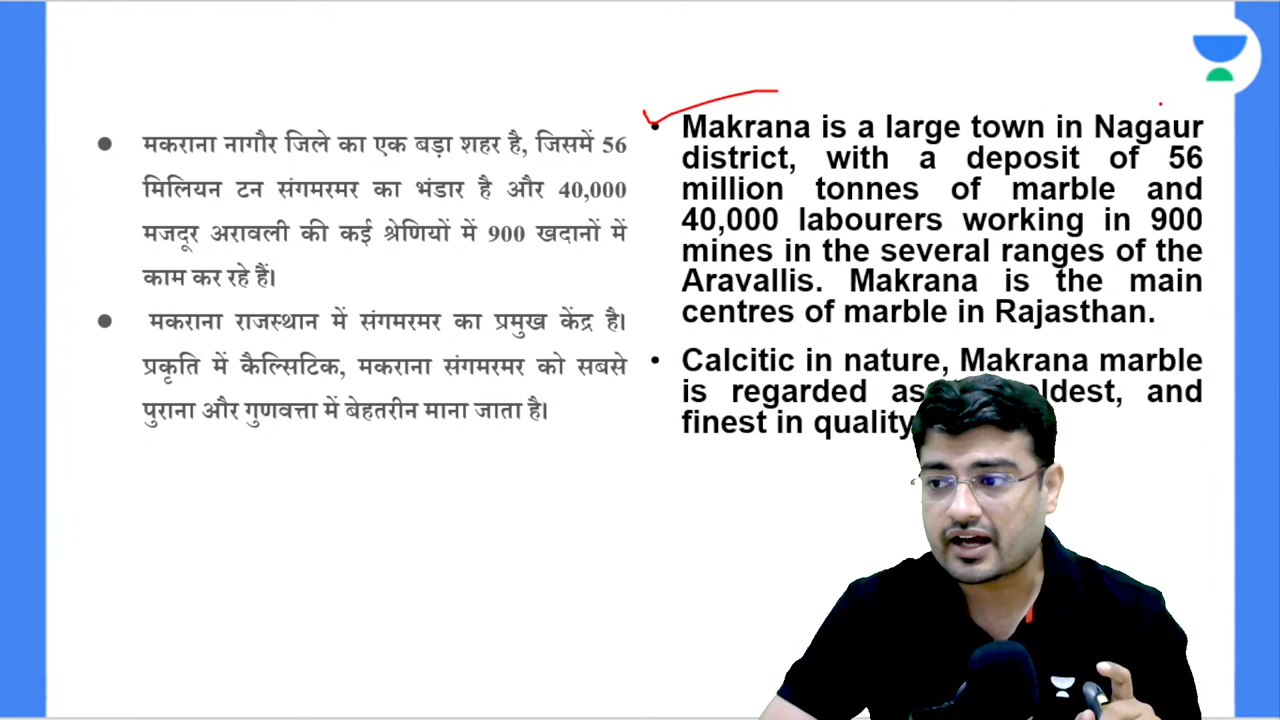 मकराना नागौर जिले का एक बड़ा शहर है, जिसमें 56
मिलियन टन संगमरमर का भंडार है और 40,000
मजदूर अरावली की कई श्रेणियों में 900 खदानों में
काम कर रहे हैं।
मकराना राजस्थान में संगमरमर का प्रमुख केंद्र है।
प्रकृति में कैल्सिटिक, मकराना संगमरमर को सबसे
पुराना और गुणवत्ता में बेहतरीन माना जाता है।
Makrana is a large town in Nagaur
district, with a deposit of 56
million tonnes of marble and
40,000 labourers working in 900
mines in the several ranges of the
Aravallis. Makrana is the main
centres of marble in Rajasthan.
Calcitic in nature, Makrana marble
is regarded as oldest, and
finest in quality